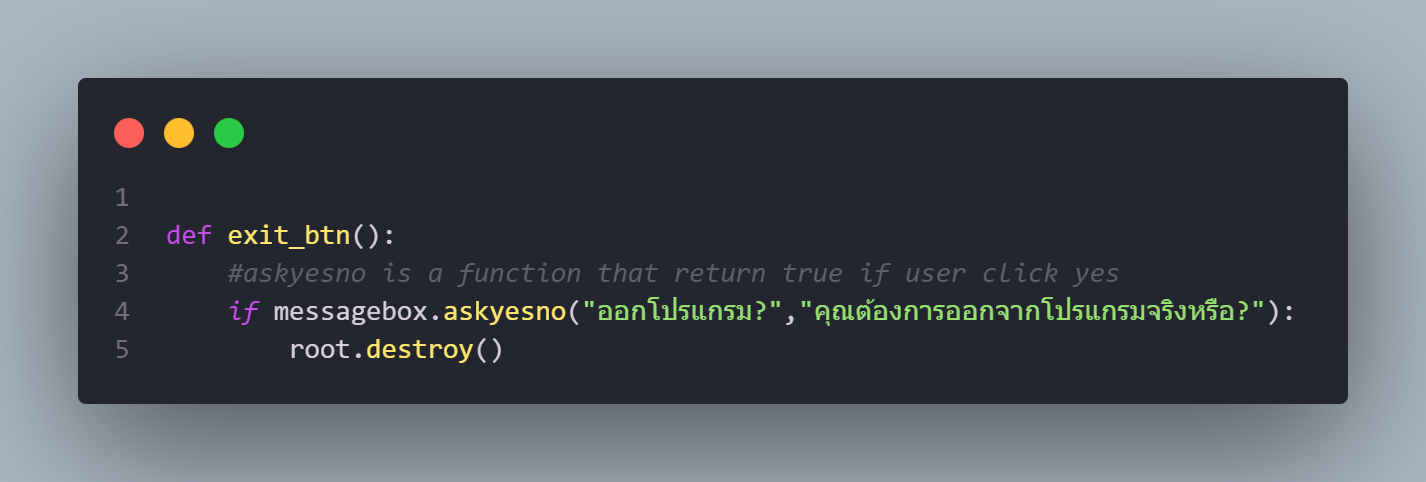 1
2 def exit_btn():
3     #askyesno is a function that return true if user click yes
4     if messagebox.askyesno("ออกโปรแกรม?","คุณต้องการออกจากโปรแกรมจริงหรือ?"):
5         root.destroy()